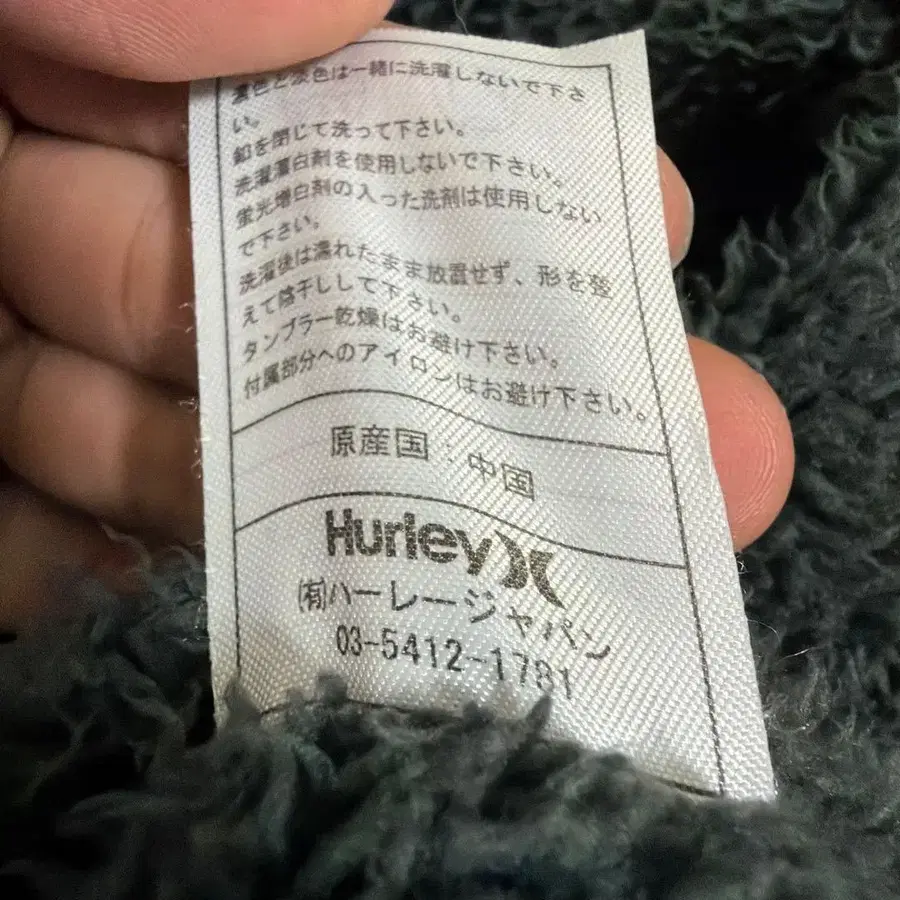 濃色と淡色は一緒に洗濯しないで下さ
い。
釦を閉じて洗って下さい。
洗濯漂白剤を使用しないで下さい。
蛍光増白剤の入った洗剤は使用しない
で下さい。
洗濯後は濡れたまま放置せず、形を整
えて陰干しして下さい。
タンブラー乾燥はお避け下さい。
付属部分へのアイロンはお避け下さい。
原産国：中国
Hurley
㈲ハーレージャパン
03-5412-1781